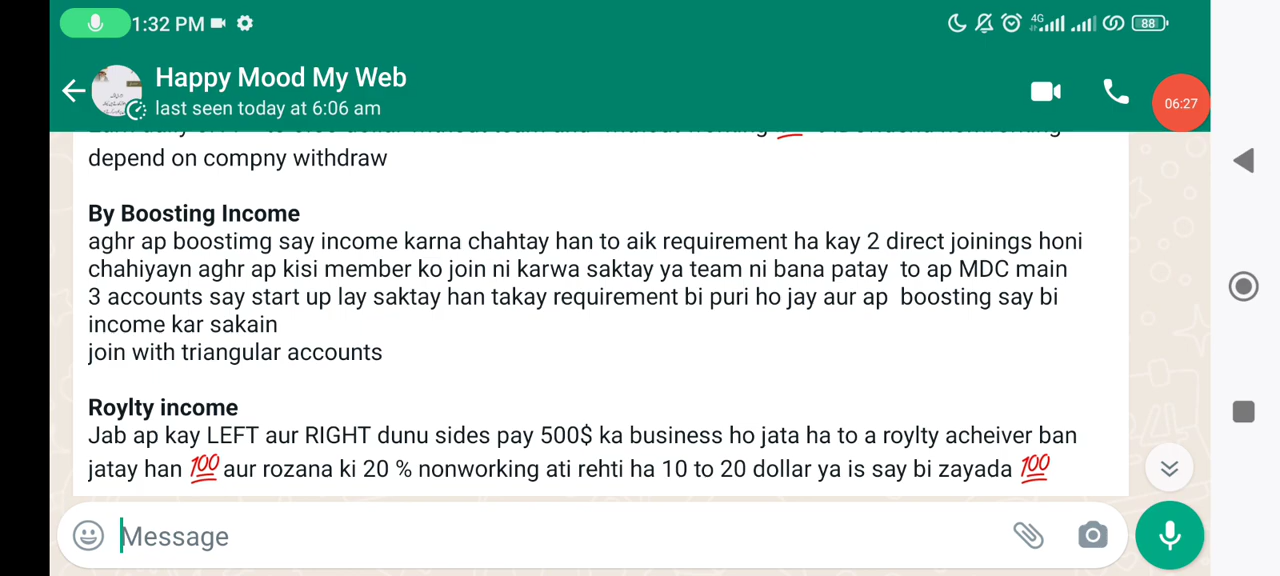 1:32 PM
4G
88
Happy Mood My Web
last seen today at 6:06 am
06:27
depend on compny withdraw
By Boosting Income
aghr ap boostimg say income karna chahtay han to aik requirement ha kay 2 direct joinings honi
chahiyayn aghr ap kisi member ko join ni karwa saktay ya team ni bana patay to ap MDC main
3 accounts say start up lay saktay han takay requirement bi puri ho jay aur ap boosting say bi
income kar sakain
join with triangular accounts
Roylty income
Jab ap kay LEFT aur RIGHT dunu sides pay 500$ ka business ho jata ha to a roylty acheiver ban
jatay han 💯 aur rozana ki 20 % nonworking ati rehti ha 10 to 20 dollar ya is say bi zayada 💯
Message